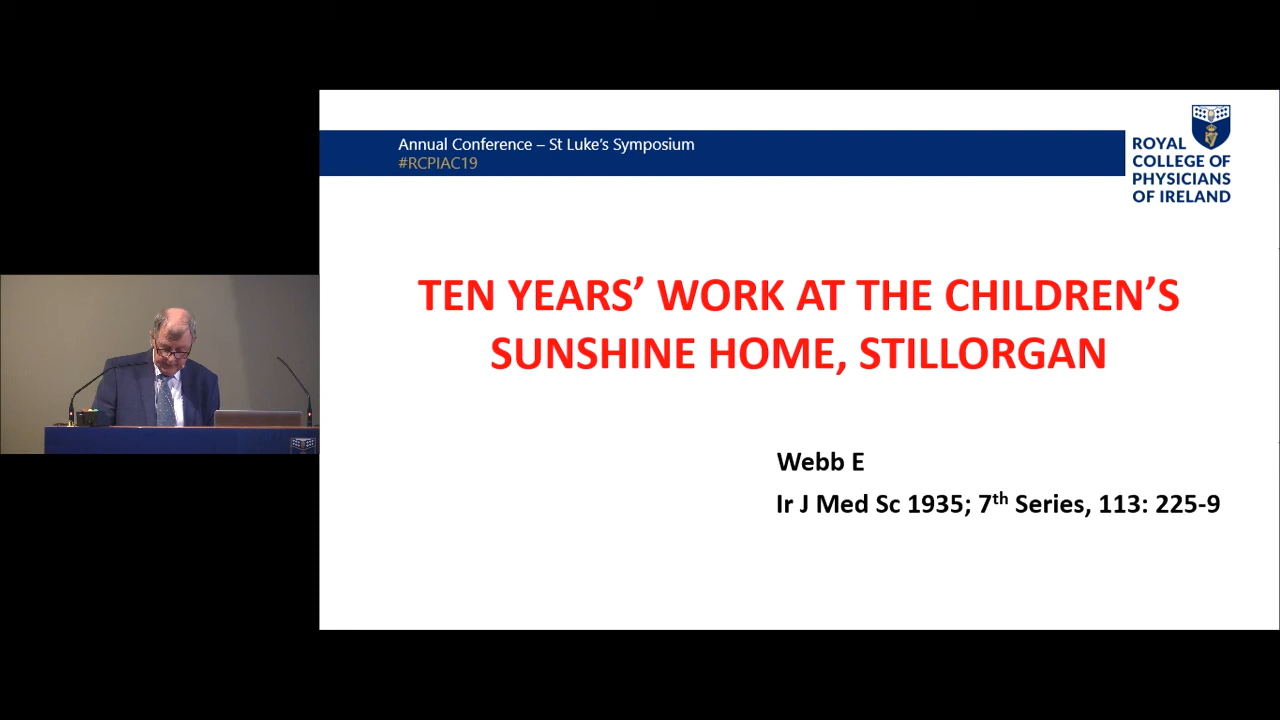 Annual Conference – St Luke’s Symposium
#RCPIAC19
ROYAL
COLLEGE OF
PHYSICIANS
OF IRELAND
TEN YEARS’ WORK AT THE CHILDREN’S
SUNSHINE HOME, STILLORGAN
Webb E
Ir J Med Sc 1935; 7th Series, 113: 225-9